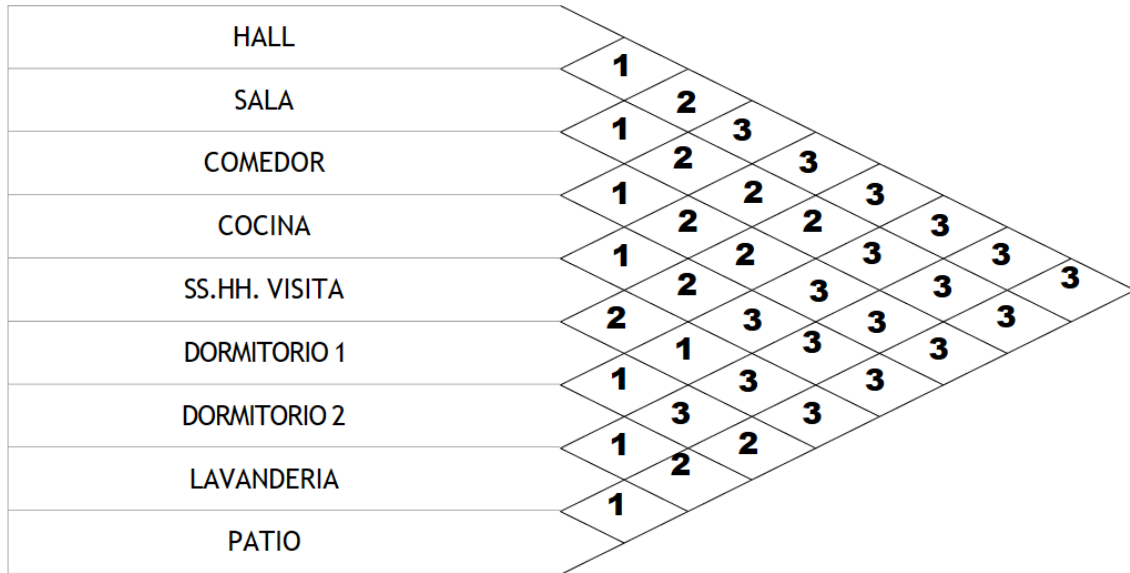 HALL
1
SALA 2
1 3
COMEDOR 2 3
1 2 3
COCINA 2 2 3
1 2 3 3
SS.HH. VISITA 2 3 3 3
2 3 3 3
DORMITORIO 1 1 3 3
1 3 3
DORMITORIO 2 3 3
1 2
LAVANDERIA 2
1
PATIO